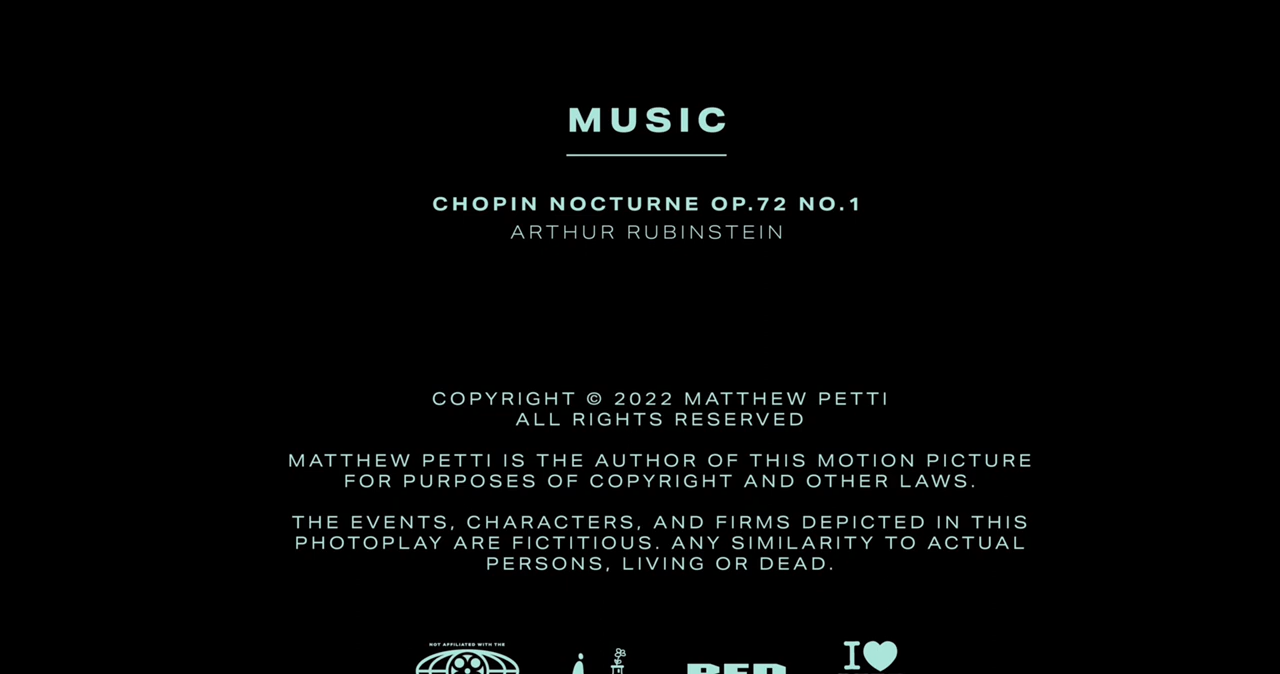 MUSIC
CHOPIN NOCTURNE OP.72 NO.1
ARTHUR RUBINSTEIN
COPYRIGHT © 2022 MATTHEW PETTI
ALL RIGHTS RESERVED
MATTHEW PETTI IS THE AUTHOR OF THIS MOTION PICTURE
FOR PURPOSES OF COPYRIGHT AND OTHER LAWS.
THE EVENTS, CHARACTERS, AND FIRMS DEPICTED IN THIS
PHOTOPLAY ARE FICTITIOUS. ANY SIMILARITY TO ACTUAL
PERSONS, LIVING OR DEAD.
NOT AFFILIATED WITH THE
RED
I ♥